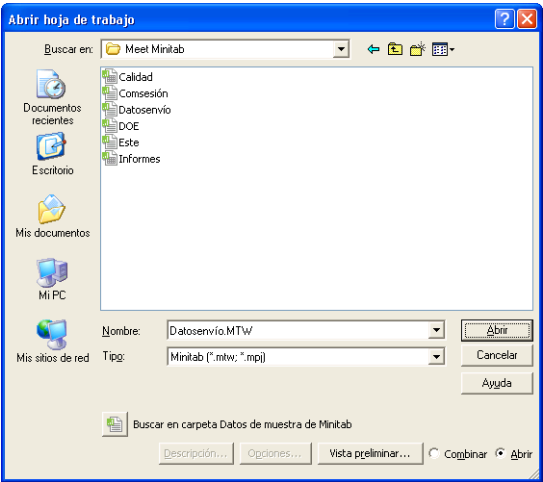 Abrir hoja de trabajo
Buscar en: Meet Minitab
Calidad
Comsesión
Datosenvío
DOE
Este
Informes
Documentos
recientes
Escritorio
Mis documentos
Mi PC
Mis sitios de red
Nombre: Datosenvío.MTW Abrir
Tipo: Minitab (*.mtw; *.mpj) Cancelar
Ayuda
Buscar en carpeta Datos de muestra de Minitab
Descripción... Opciones... Vista preliminar... Combinar Abrir